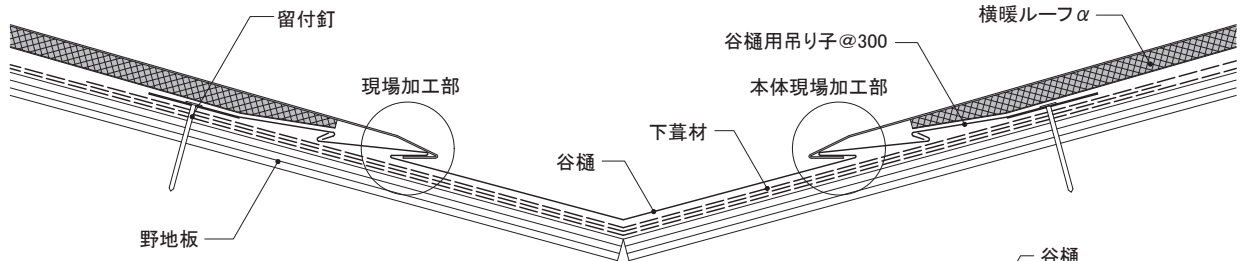 留付釘
横暖ルーフα
谷樋用吊り子@300
現場加工部
本体現場加工部
下葺材
谷樋
野地板
谷樋